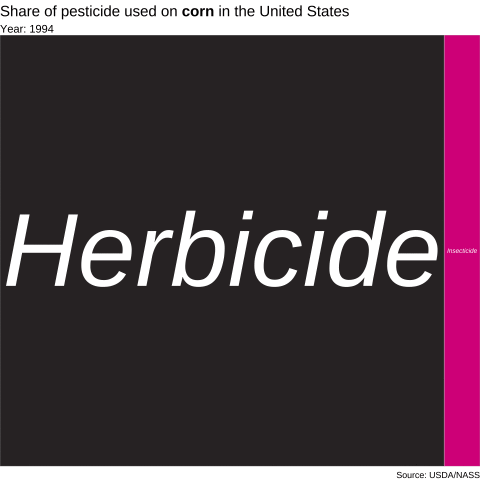 Share of pesticide used on corn in the United States
Year: 1994
Herbicide
Insecticide
Source: USDA/NASS